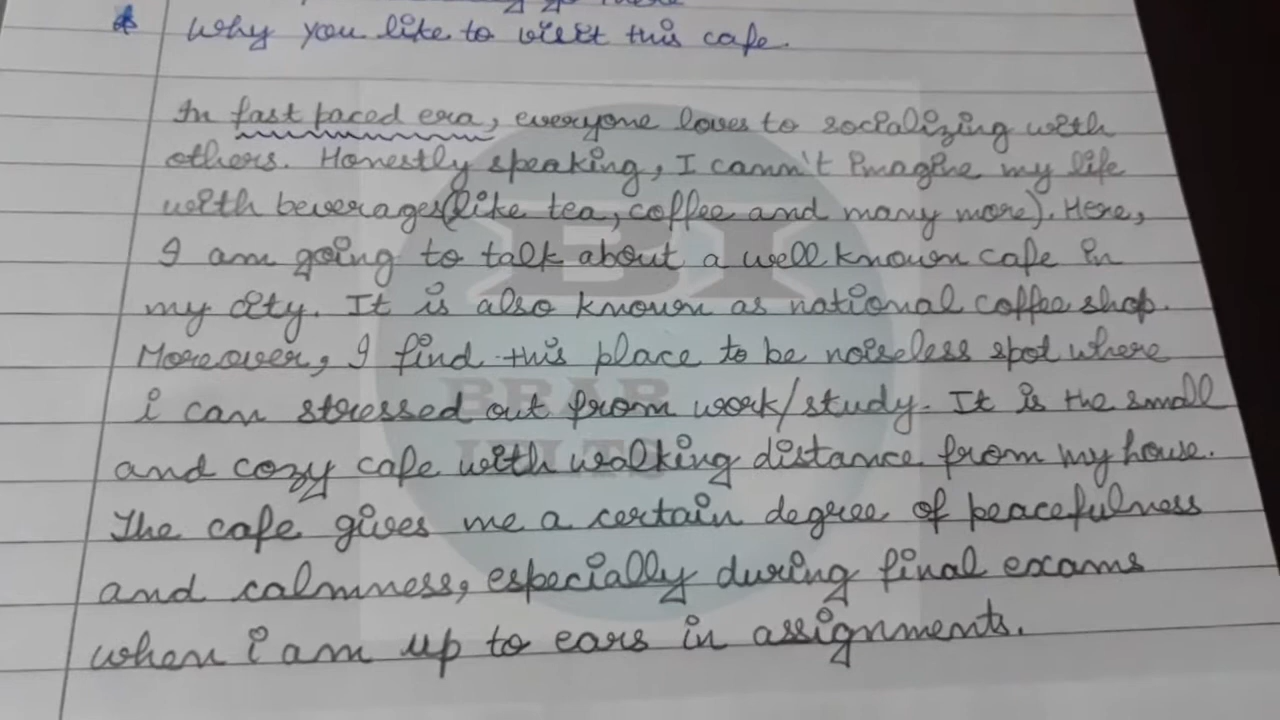 * Why you like to visit this cafe.
In fast paced era, everyone loves to socializing with
others. Honestly speaking, I cann't imagine my life
with beverages(like tea, coffee and many more). Here,
I am going to talk about a well known cafe in
my city. It is also known as national coffee shop.
Moreover, I find this place to be noiseless spot where
i can stressed out from work/study. It is the small
and cozy cafe with walking distance from my house.
The cafe gives me a certain degree of peacefulness
and calmness, especially during final exams
when i am up to ears in assignments.
BI
BEAR
IELTS